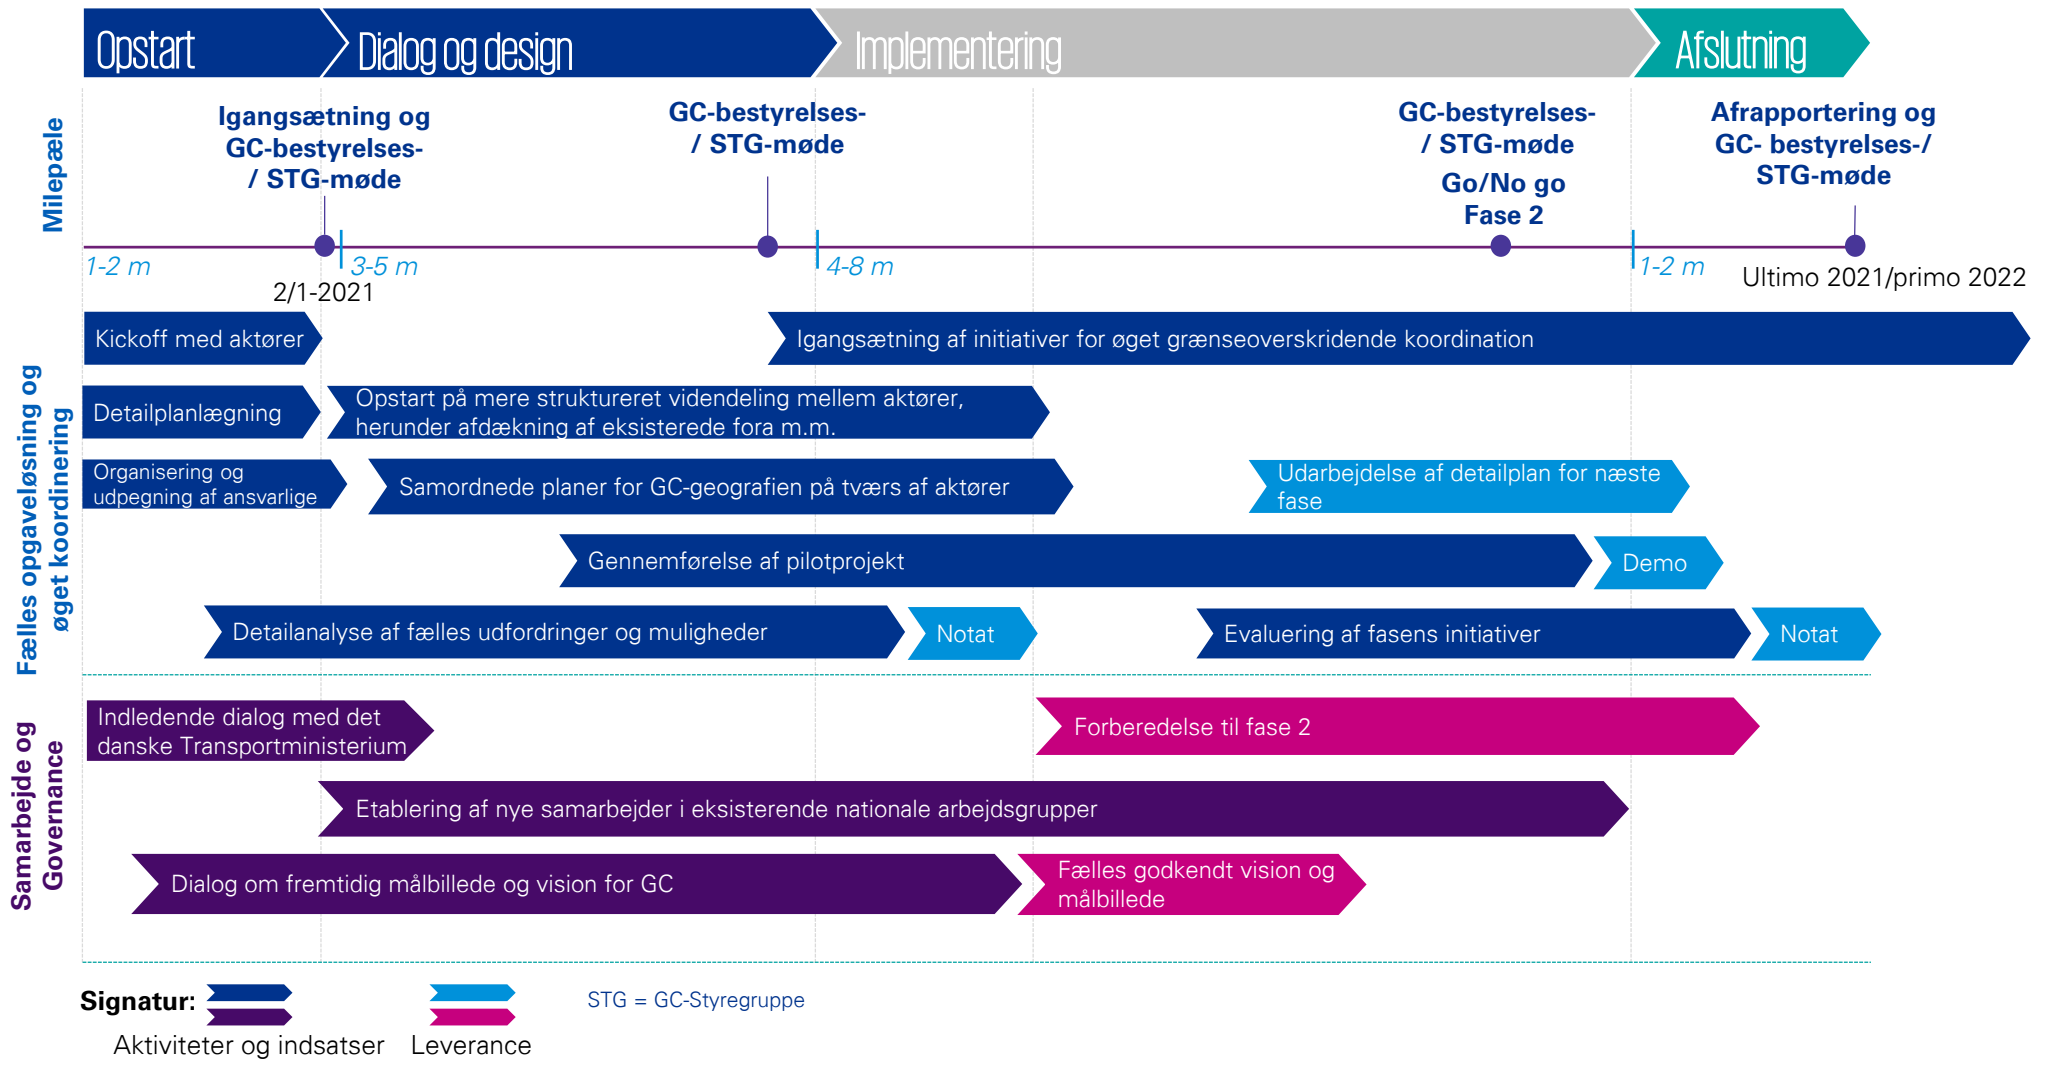 Opstart
Dialog og design
Implementering
Afslutning
Milepæle
Igangsætning og
GC-bestyrelses-
/ STG-møde
GC-bestyrelses-
/ STG-møde
GC-bestyrelses-
/ STG-møde
Go/No go
Fase 2
Afrapportering og
GC- bestyrelses-/
STG-møde
1-2 m
3-5 m
4-8 m
1-2 m
2/1-2021
Ultimo 2021/primo 2022
Fælles opgaveløsning og
øget koordinering
Kickoff med aktører
Igangsætning af initiativer for øget grænseoverskridende koordination
Detailplanlægning
Opstart på mere struktureret videndeling mellem aktører,
herunder afdækning af eksisterede fora m.m.
Organisering og
udpegning af ansvarlige
Samordnede planer for GC-geografien på tværs af aktører
Udarbejdelse af detailplan for næste
fase
Gennemførelse af pilotprojekt
Demo
Detailanalyse af fælles udfordringer og muligheder
Notat
Evaluering af fasens initiativer
Notat
Samarbejde og
Governance
Indledende dialog med det
danske Transportministerium
Forberedelse til fase 2
Etablering af nye samarbejder i eksisterende nationale arbejdsgrupper
Dialog om fremtidig målbillede og vision for GC
Fælles godkendt vision og
målbillede
Signatur:
STG = GC-Styregruppe
Aktiviteter og indsatser
Leverance